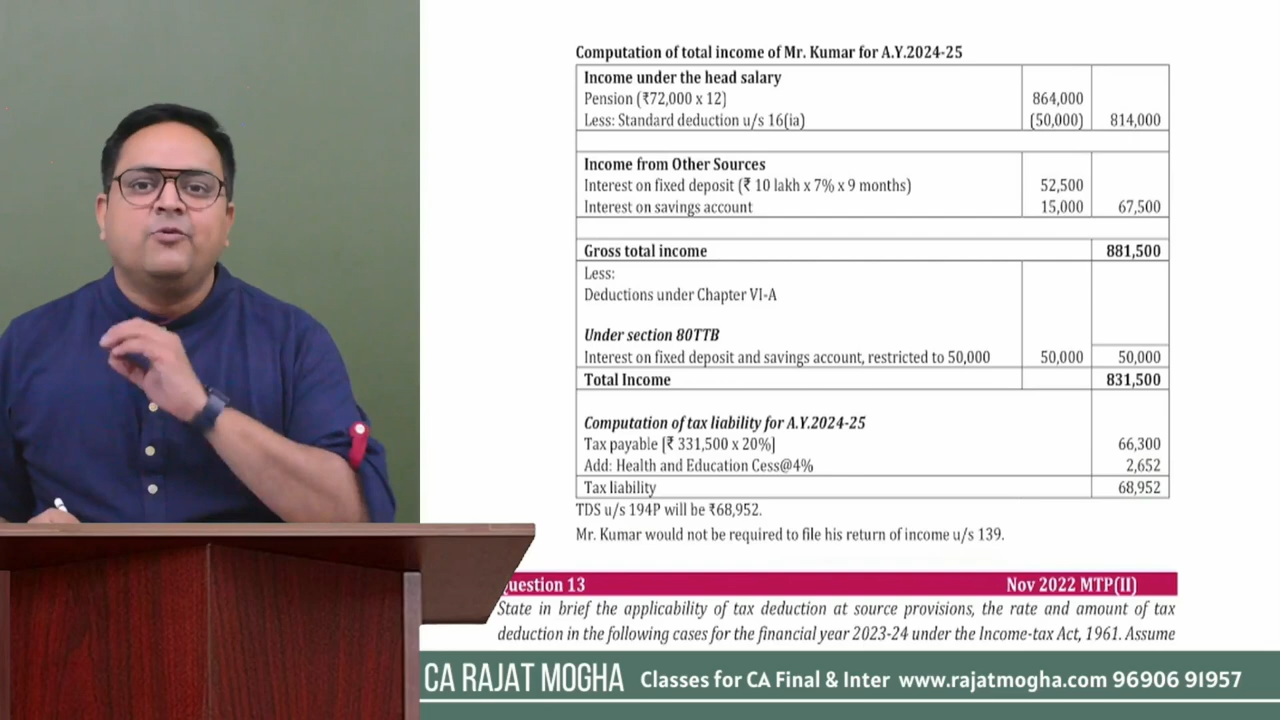 Computation of total income of Mr. Kumar for A.Y.2024-25
Income under the head salary
Pension (₹72,000 x 12) 864,000
Less: Standard deduction u/s 16(ia) (50,000) 814,000
Income from Other Sources
Interest on fixed deposit (₹ 10 lakh x 7% x 9 months) 52,500
Interest on savings account 15,000 67,500
Gross total income 881,500
Less:
Deductions under Chapter VI-A
Under section 80TTB
Interest on fixed deposit and savings account, restricted to 50,000 50,000 50,000
Total Income 831,500
Computation of tax liability for A.Y.2024-25
Tax payable [₹ 331,500 x 20%] 66,300
Add: Health and Education Cess@4% 2,652
Tax liability 68,952
TDS u/s 194P will be ₹68,952.
Mr. Kumar would not be required to file his return of income u/s 139.
uestion 13 Nov 2022 MTP(II)
State in brief the applicability of tax deduction at source provisions, the rate and amount of tax
deduction in the following cases for the financial year 2023-24 under the Income-tax Act, 1961. Assume
CA RAJAT MOGHA Classes for CA Final & Inter www.rajatmogha.com 96906 91957